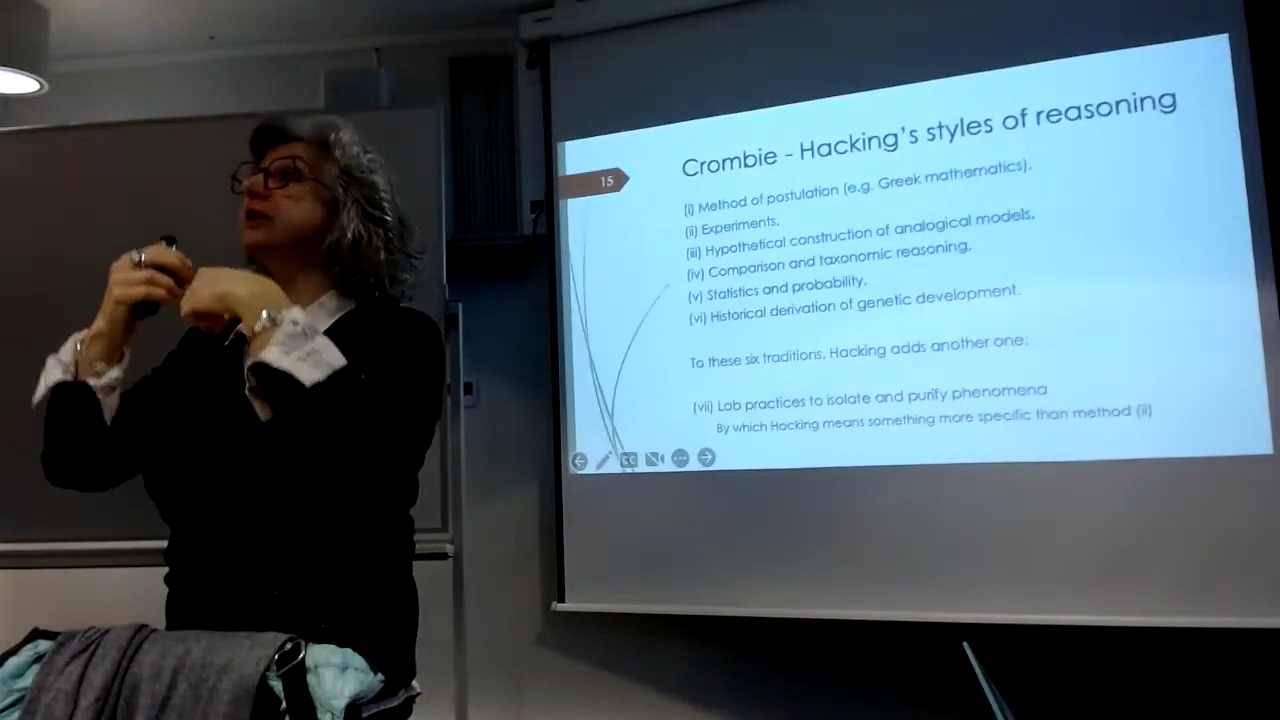 15
Crombie - Hacking's styles of reasoning
(i) Method of postulation (e.g. Greek mathematics),
(ii) Experiments,
(iii) Hypothetical construction of analogical models,
(iv) Comparison and taxonomic reasoning,
(v) Statistics and probability,
(vi) Historical derivation of genetic development.
To these six traditions, Hacking adds another one:
(vii) Lab practices to isolate and purify phenomena
By which Hacking means something more specific than method (ii)
CC